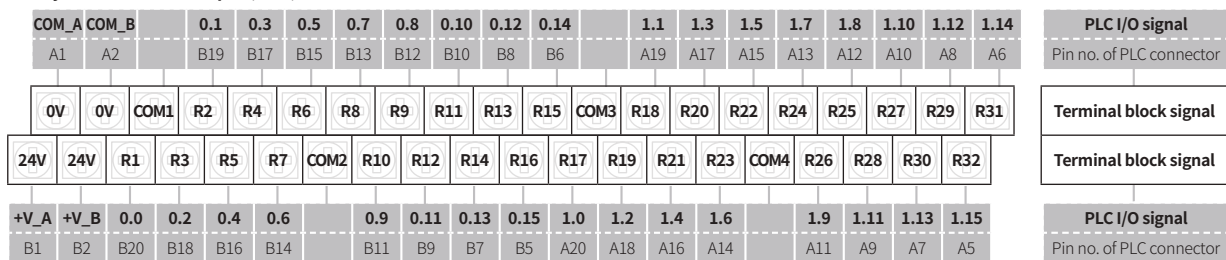 COM_A COM_B 0.1 0.3 0.5 0.7 0.8 0.10 0.12 0.14 1.1 1.3 1.5 1.7 1.8 1.10 1.12 1.14 PLC I/O signal
A1 A2 B19 B17 B15 B13 B12 B10 B8 B6 A19 A17 A15 A13 A12 A10 A8 A6 Pin no. of PLC connector
0V 0V COM1 R2 R4 R6 R8 R9 R11 R13 R15 COM3 R18 R20 R22 R24 R25 R27 R29 R31 Terminal block signal
24V 24V R1 R3 R5 R7 COM2 R10 R12 R14 R16 R17 R19 R21 R23 COM4 R26 R28 R30 R32 Terminal block signal
+V_A +V_B 0.0 0.2 0.4 0.6 0.9 0.11 0.13 0.15 1.0 1.2 1.4 1.6 1.9 1.11 1.13 1.15 PLC I/O signal
B1 B2 B20 B18 B16 B14 B11 B9 B7 B5 A20 A18 A16 A14 A11 A9 A7 A5 Pin no. of PLC connector